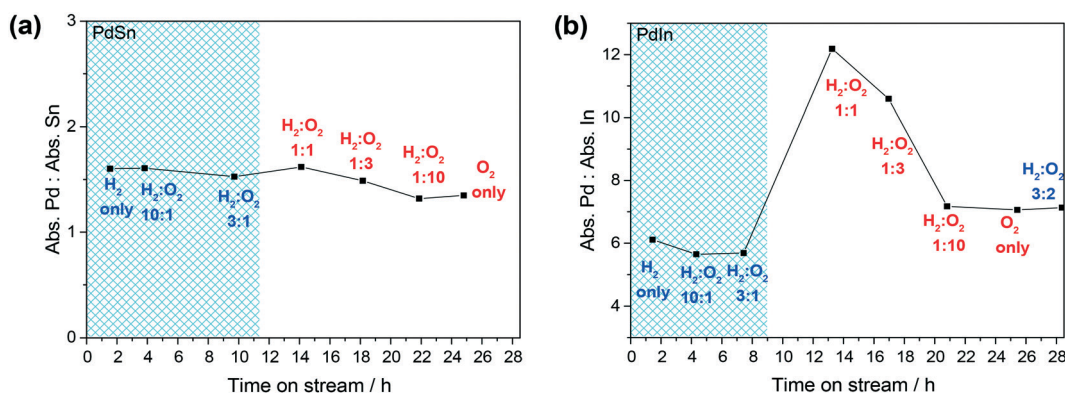 (a)
PdSn
Abs. Pd : Abs. Sn
3
2
1
0
H₂
only
H₂:O₂
10:1
H₂:O₂
3:1
H₂:O₂
1:1
H₂:O₂
1:3
H₂:O₂
1:10
O₂
only
0 2 4 6 8 10 12 14 16 18 20 22 24 26 28
Time on stream / h
(b)
PdIn
Abs. Pd : Abs. In
12
10
8
6
4
H₂
only
H₂:O₂
10:1
H₂:O₂
3:1
H₂:O₂
1:1
H₂:O₂
1:3
H₂:O₂
1:10
O₂
only
H₂:O₂
3:2
0 2 4 6 8 10 12 14 16 18 20 22 24 26 28
Time on stream / h